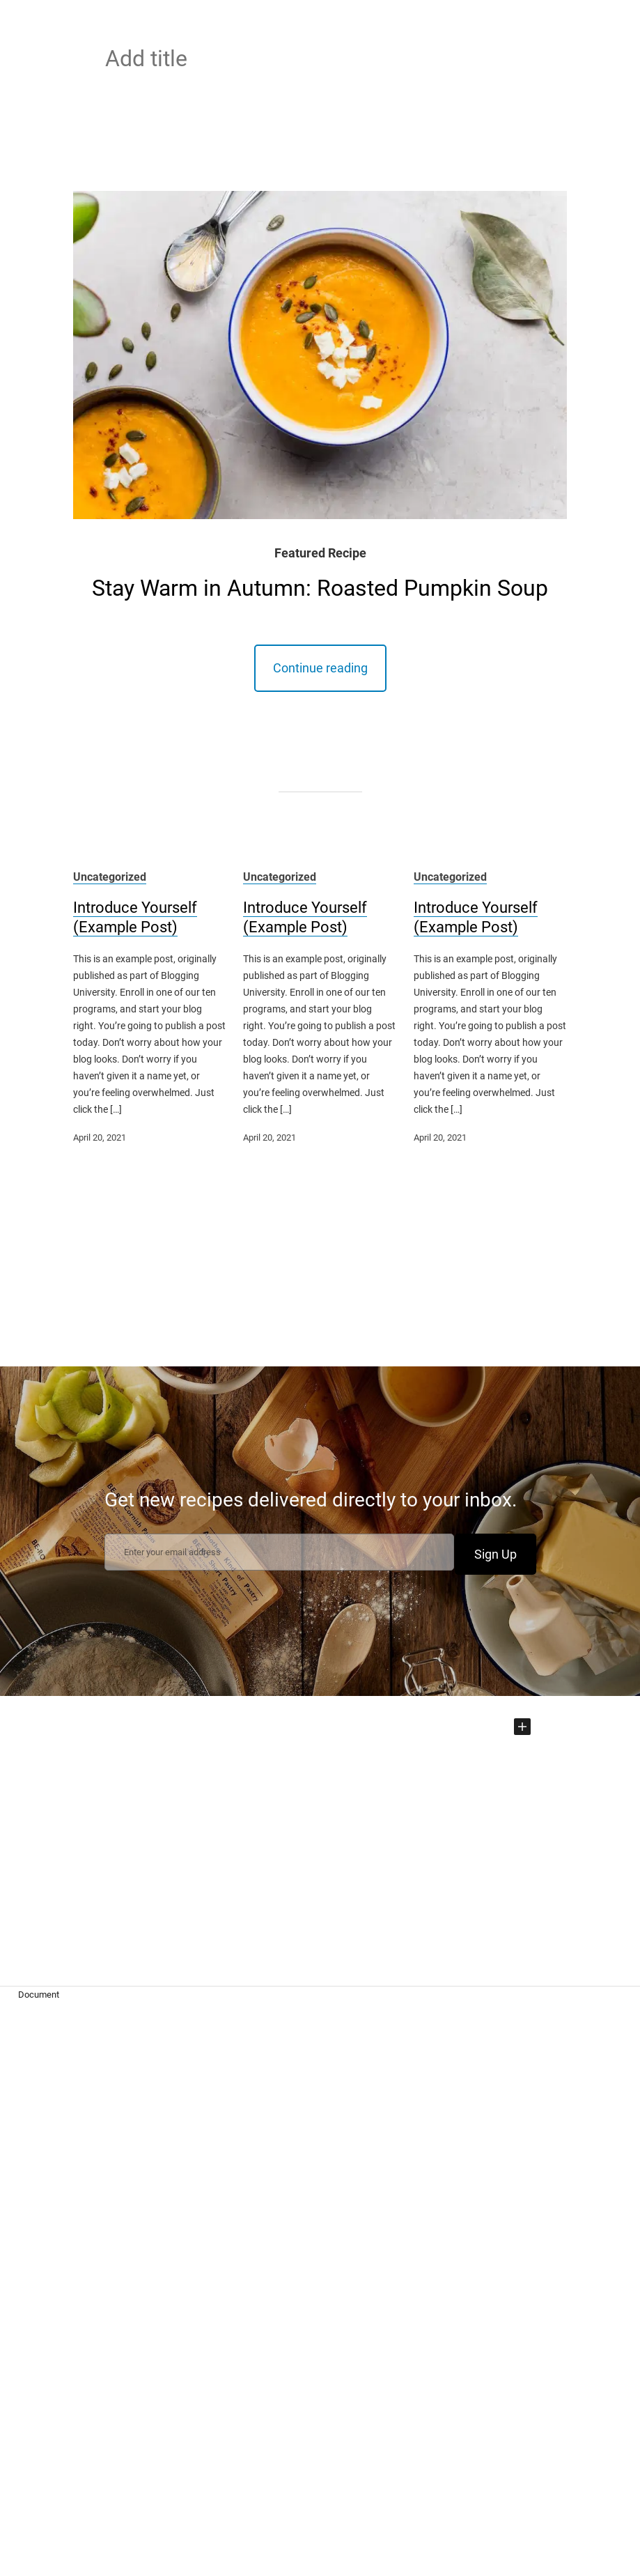 Add title
Featured Recipe
Stay Warm in Autumn: Roasted Pumpkin Soup
Continue reading
Uncategorized
Introduce Yourself
(Example Post)
This is an example post, originally
published as part of Blogging
University. Enroll in one of our ten
programs, and start your blog
right. You’re going to publish a post
today. Don’t worry about how your
blog looks. Don’t worry if you
haven’t given it a name yet, or
you’re feeling overwhelmed. Just
click the […]
April 20, 2021
Uncategorized
Introduce Yourself
(Example Post)
This is an example post, originally
published as part of Blogging
University. Enroll in one of our ten
programs, and start your blog
right. You’re going to publish a post
today. Don’t worry about how your
blog looks. Don’t worry if you
haven’t given it a name yet, or
you’re feeling overwhelmed. Just
click the […]
April 20, 2021
Uncategorized
Introduce Yourself
(Example Post)
This is an example post, originally
published as part of Blogging
University. Enroll in one of our ten
programs, and start your blog
right. You’re going to publish a post
today. Don’t worry about how your
blog looks. Don’t worry if you
haven’t given it a name yet, or
you’re feeling overwhelmed. Just
click the […]
April 20, 2021
Get new recipes delivered directly to your inbox.
Enter your email address
Sign Up
Document